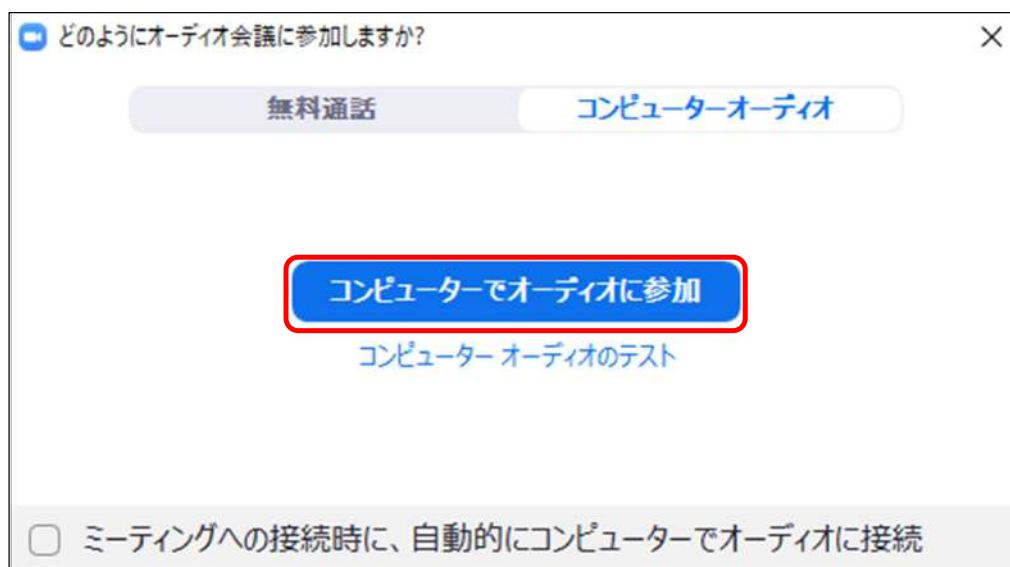 どのようにオーディオ会議に参加しますか?
無料通話 コンピューターオーディオ
コンピューターでオーディオに参加
コンピューター オーディオのテスト
ミーティングへの接続時に、自動的にコンピューターでオーディオに接続